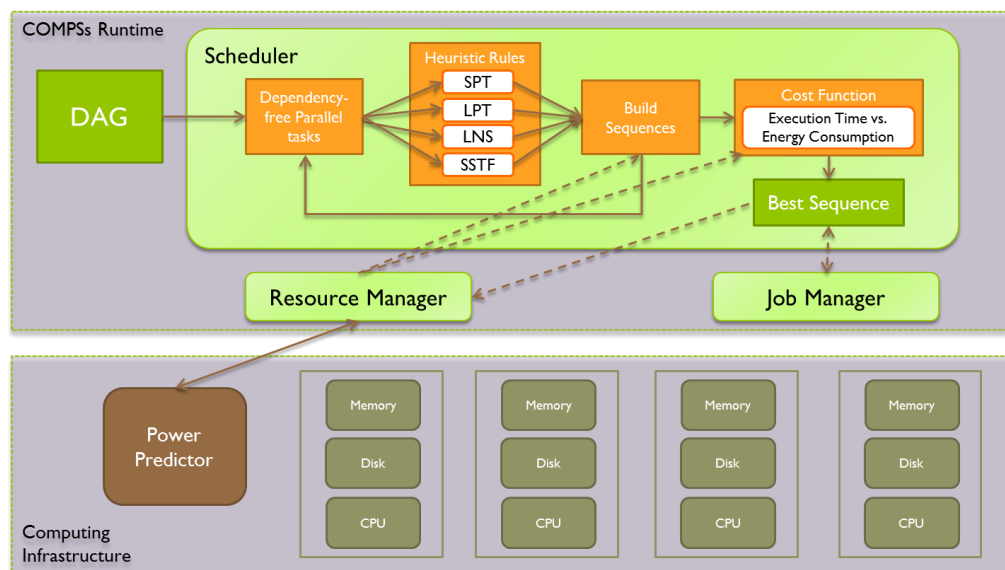 COMPSs Runtime
Scheduler
DAG
Dependency-
free Parallel
tasks
Heuristic Rules
SPT
LPT
LNS
SSTF
Build
Sequences
Cost Function
Execution Time vs.
Energy Consumption
Best Sequence
Resource Manager
Job Manager
Power
Predictor
Memory
Disk
CPU
Memory
Disk
CPU
Memory
Disk
CPU
Memory
Disk
CPU
Computing
Infrastructure